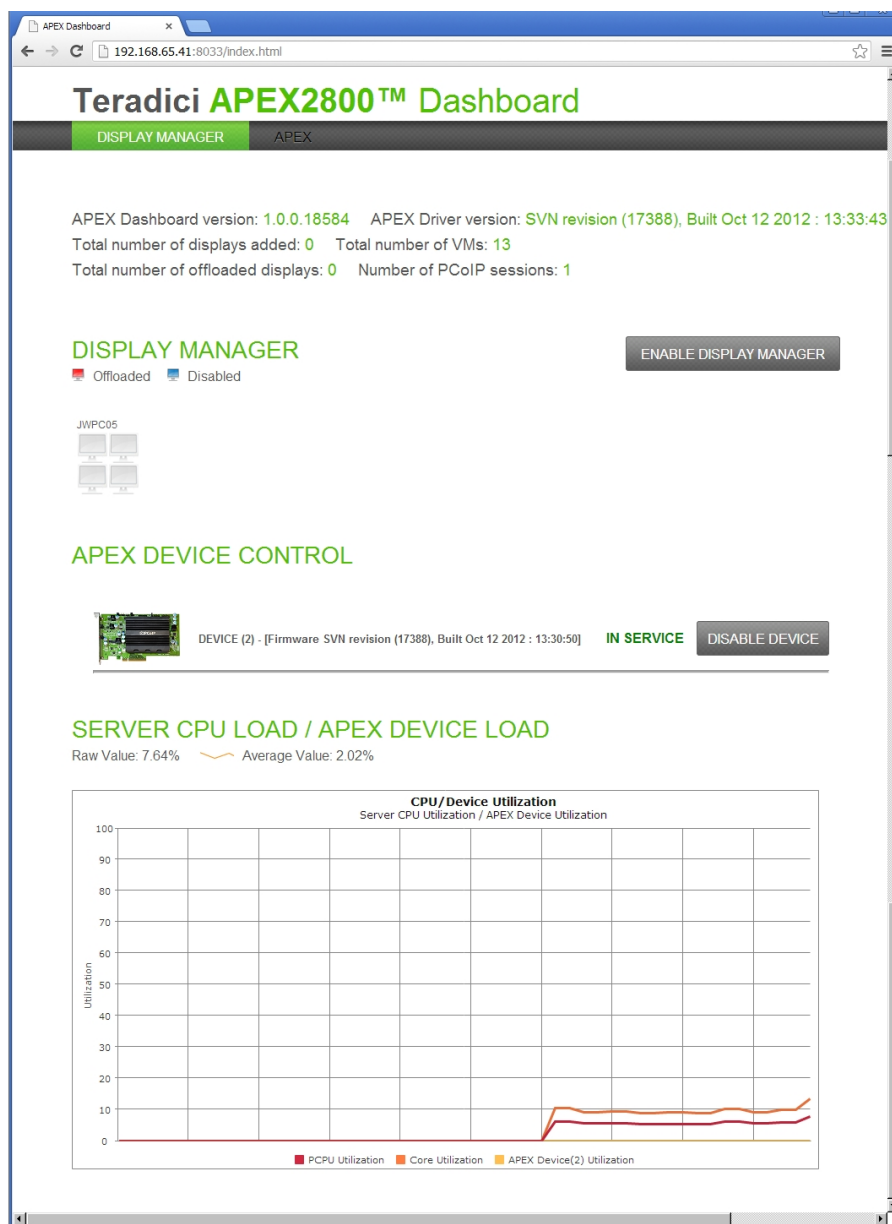 APEX Dashboard
192.168.65.41:8033/index.html
Teradici APEX2800™ Dashboard
DISPLAY MANAGER APEX
APEX Dashboard version: 1.0.0.18584 APEX Driver version: SVN revision (17388), Built Oct 12 2012 : 13:33:43
Total number of displays added: 0 Total number of VMs: 13
Total number of offloaded displays: 0 Number of PCoIP sessions: 1
DISPLAY MANAGER
ENABLE DISPLAY MANAGER
Offloaded Disabled
JWPC05
APEX DEVICE CONTROL
DEVICE (2) - [Firmware SVN revision (17388), Built Oct 12 2012 : 13:30:50] IN SERVICE DISABLE DEVICE
SERVER CPU LOAD / APEX DEVICE LOAD
Raw Value: 7.64% Average Value: 2.02%
CPU/Device Utilization
Server CPU Utilization / APEX Device Utilization
100
90
80
70
60
50
40
30
20
10
0
Utilization
PCPU Utilization Core Utilization APEX Device(2) Utilization